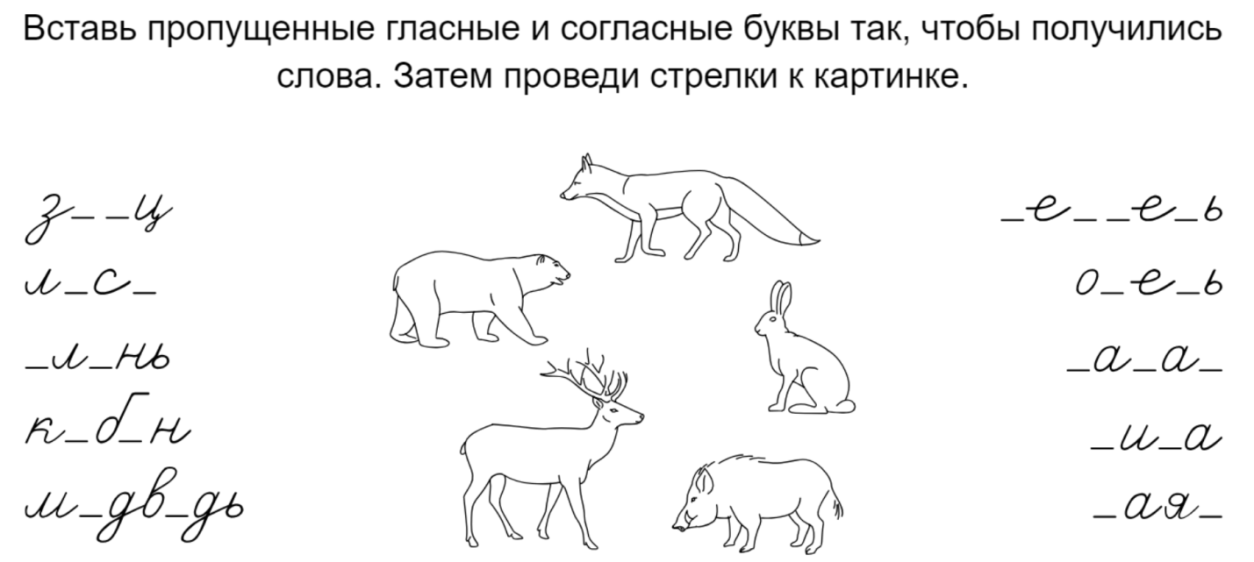 Вставь пропущенные гласные и согласные буквы так, чтобы получились
слова. Затем проведи стрелки к картинке.
з_ _ц
л_с_
_л_нь
к_б_н
м_дв_дь
_е_ _е_ь
о_е_ь
_а_а_
_и_а
_ая_